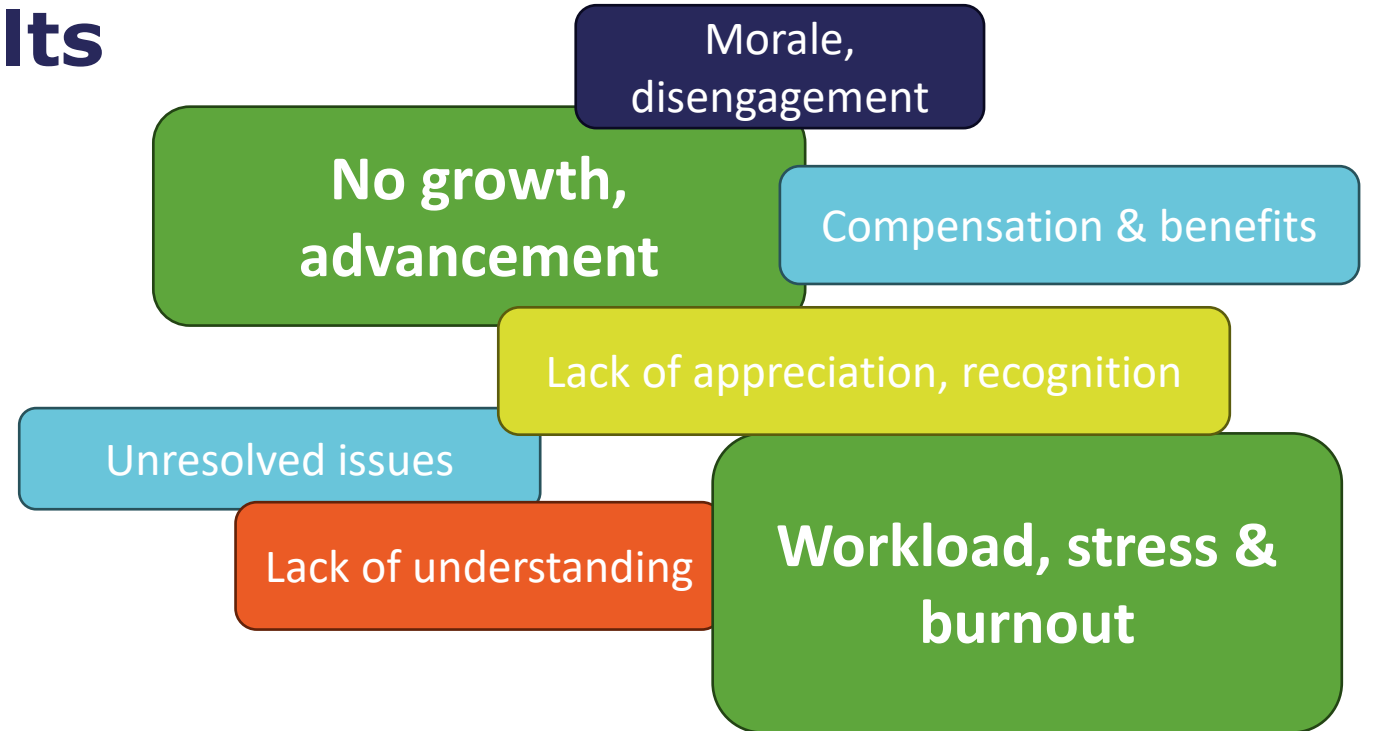 lts
Morale,
disengagement
No growth,
advancement
Compensation & benefits
Lack of appreciation, recognition
Unresolved issues
Lack of understanding
Workload, stress &
burnout